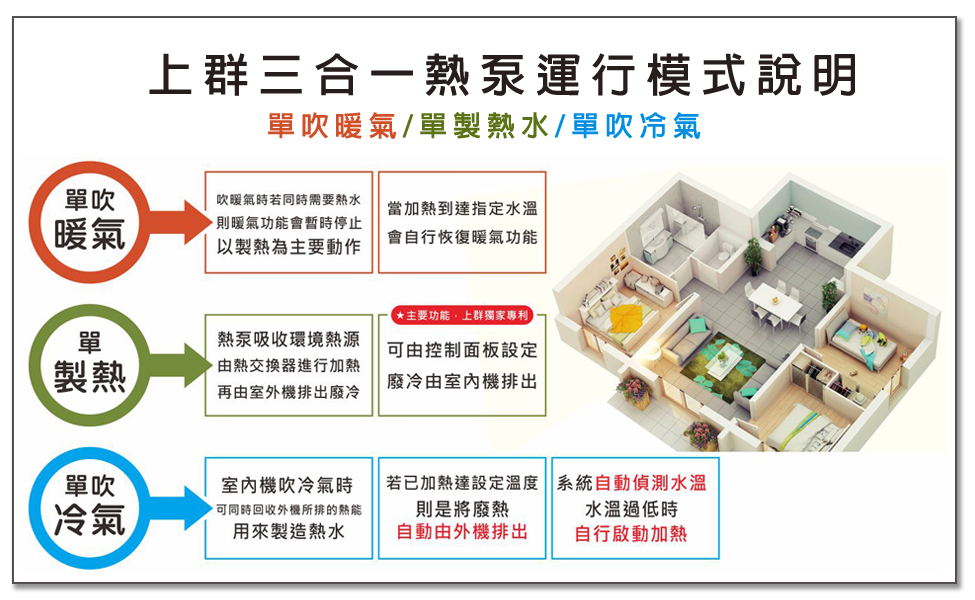 上群三合一熱泵運行模式說明
單吹暖氣/單製熱水/單吹冷氣
單吹
暖氣
吹暖氣時若同時需要熱水
則暖氣功能會暫時停止
以製熱為主要動作
當加熱到達指定水溫
會自行恢復暖氣功能
單
製熱
熱泵吸收環境熱源
由熱交換器進行加熱
再由室外機排出廢冷
★主要功能・上群獨家專利
可由控制面板設定
廢冷由室內機排出
單吹
冷氣
室內機吹冷氣時
可同時回收外機所排的熱能
用來製造熱水
若已加熱達設定溫度
則是將廢熱
自動由外機排出
系統自動偵測水溫
水溫過低時
自行啟動加熱